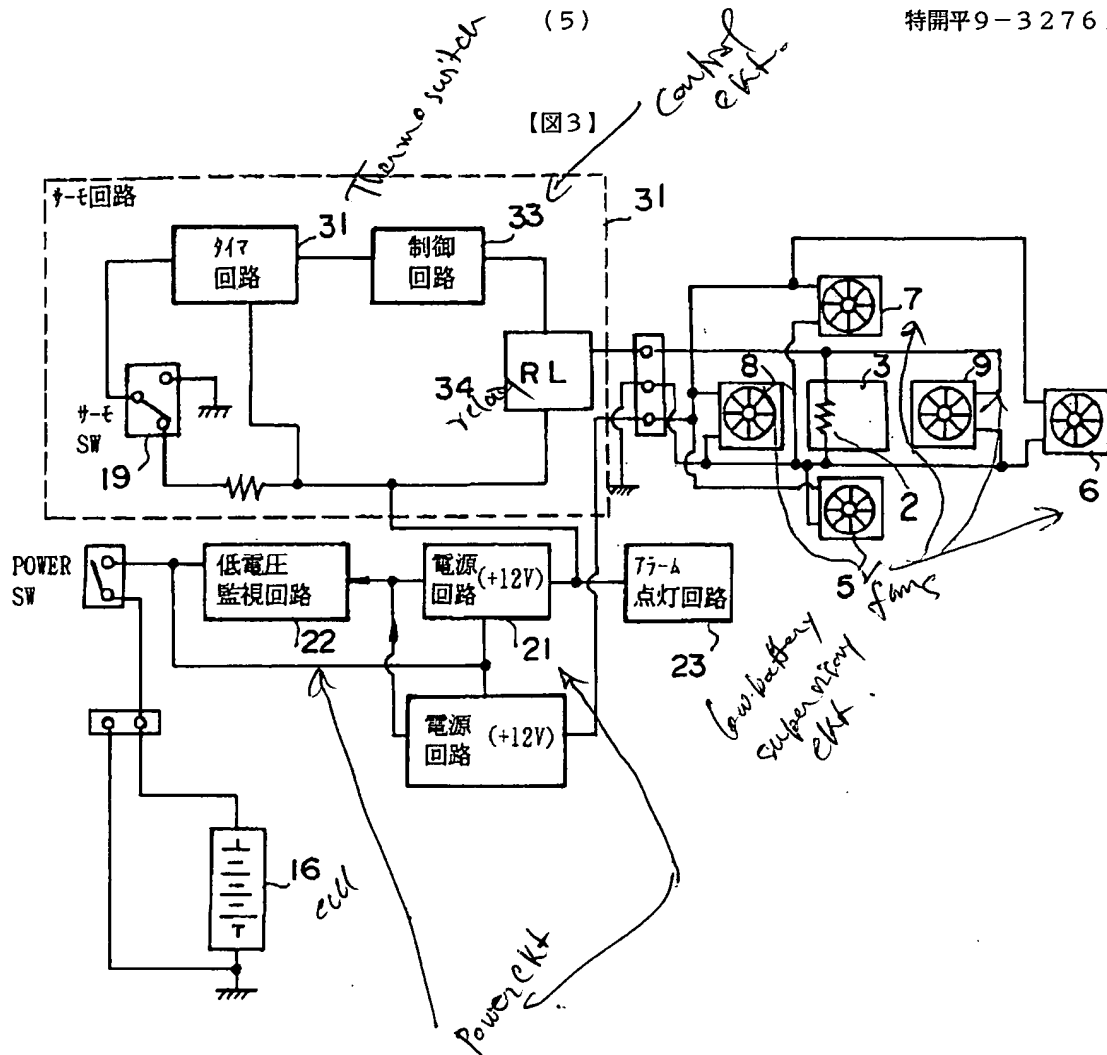 (5)
特開平9-3276
Thermo switch
Control
ckt.
【図3】
サーモ回路
31
タイマ
回路
31
制御
回路
33
RL
34
relay
サーモ
SW
19
7
8
3
9
2
6
5
fans
POWER
SW
低電圧
監視回路
22
電源
回路
(+12V)
21
アラーム
点灯回路
23
電源
回路
(+12V)
low-battery
supervisory
ckt.
16
cell
Power ckt